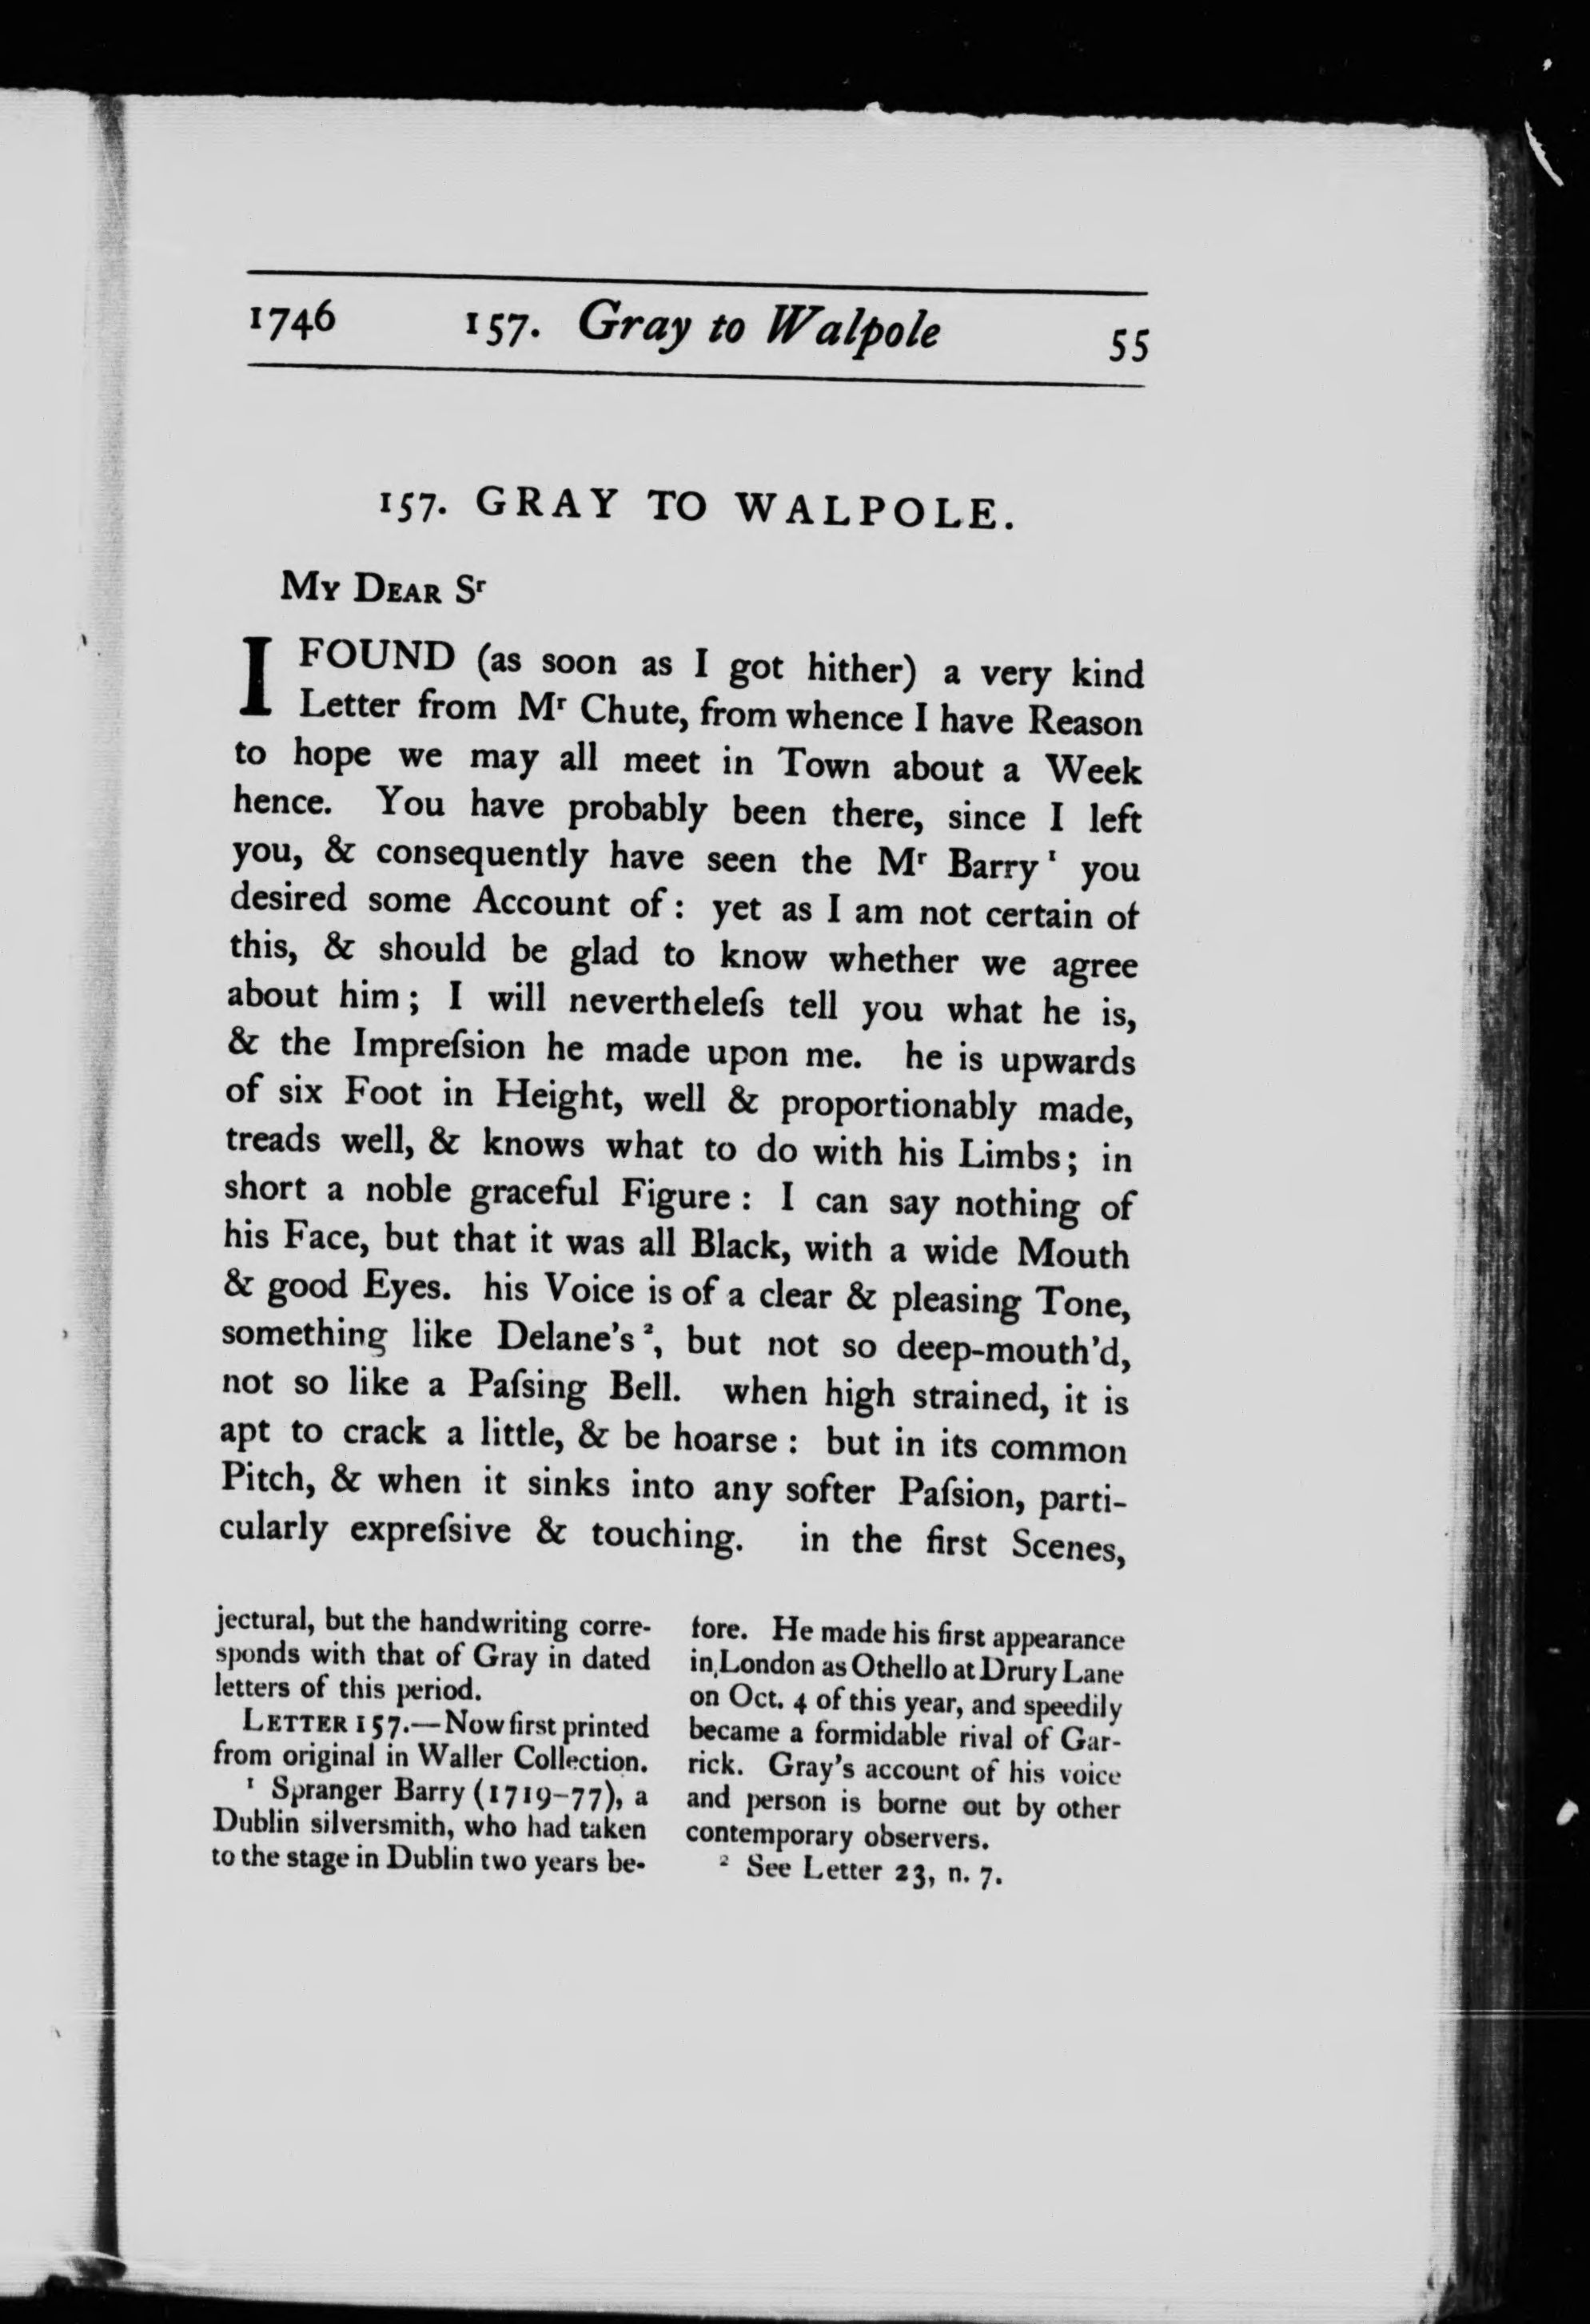 1746 157. Gray to Walpole 55
157. GRAY TO WALPOLE.
MY DEAR Sʳ
I FOUND (as soon as I got hither) a very kind
Letter from Mʳ Chute, from whence I have Reason
to hope we may all meet in Town about a Week
hence. You have probably been there, since I left
you, & consequently have seen the Mʳ Barry ¹ you
desired some Account of : yet as I am not certain of
this, & should be glad to know whether we agree
about him ; I will nevertheleſs tell you what he is,
& the Impreſsion he made upon me. he is upwards
of six Foot in Height, well & proportionably made,
treads well, & knows what to do with his Limbs; in
short a noble graceful Figure : I can say nothing of
his Face, but that it was all Black, with a wide Mouth
& good Eyes. his Voice is of a clear & pleasing Tone,
something like Delane's ², but not so deep-mouth'd,
not so like a Paſsing Bell. when high strained, it is
apt to crack a little, & be hoarse : but in its common
Pitch, & when it sinks into any softer Paſsion, parti-
cularly expreſsive & touching. in the first Scenes,
jectural, but the handwriting corre-
sponds with that of Gray in dated
letters of this period.
LETTER 157.—Now first printed
from original in Waller Collection.
¹ Spranger Barry (1719–77), a
Dublin silversmith, who had taken
to the stage in Dublin two years be-
fore. He made his first appearance
in London as Othello at Drury Lane
on Oct. 4 of this year, and speedily
became a formidable rival of Gar-
rick. Gray's account of his voice
and person is borne out by other
contemporary observers.
² See Letter 23, n. 7.